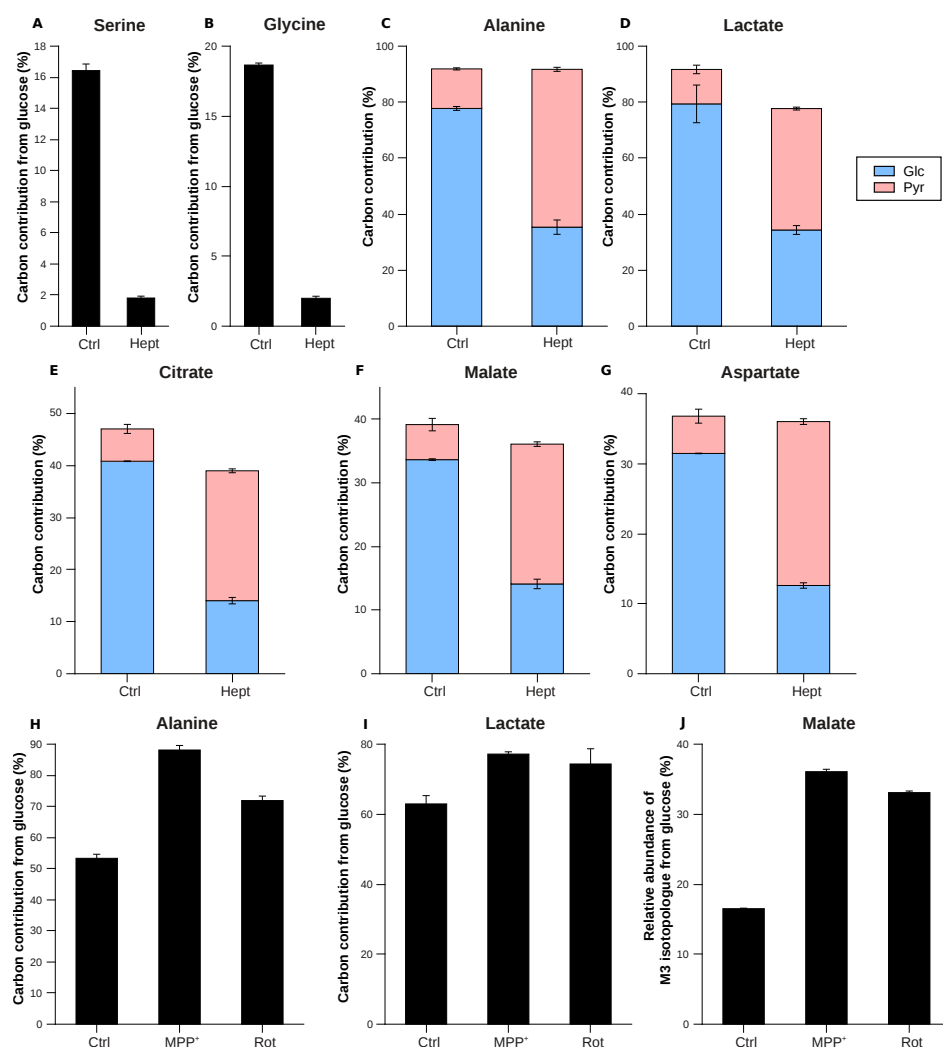 A Serine
Carbon contribution from glucose (%)
18
16
14
12
10
8
6
4
2
0
Ctrl Hept
B Glycine
Carbon contribution from glucose (%)
20
15
10
5
0
Ctrl Hept
C Alanine
Carbon contribution (%)
100
80
60
40
20
0
Ctrl Hept
D Lactate
Carbon contribution (%)
100
80
60
40
20
0
Ctrl Hept
Glc
Pyr
E Citrate
Carbon contribution (%)
50
40
30
20
10
0
Ctrl Hept
F Malate
Carbon contribution (%)
40
30
20
10
0
Ctrl Hept
G Aspartate
Carbon contribution (%)
40
30
20
10
0
Ctrl Hept
H Alanine
Carbon contribution from glucose (%)
90
80
70
60
50
40
30
20
10
0
Ctrl MPP⁺ Rot
I Lactate
Carbon contribution from glucose (%)
80
60
40
20
0
Ctrl MPP⁺ Rot
J Malate
Relative abundance of
M3 isotopologue from glucose (%)
40
30
20
10
0
Ctrl MPP⁺ Rot